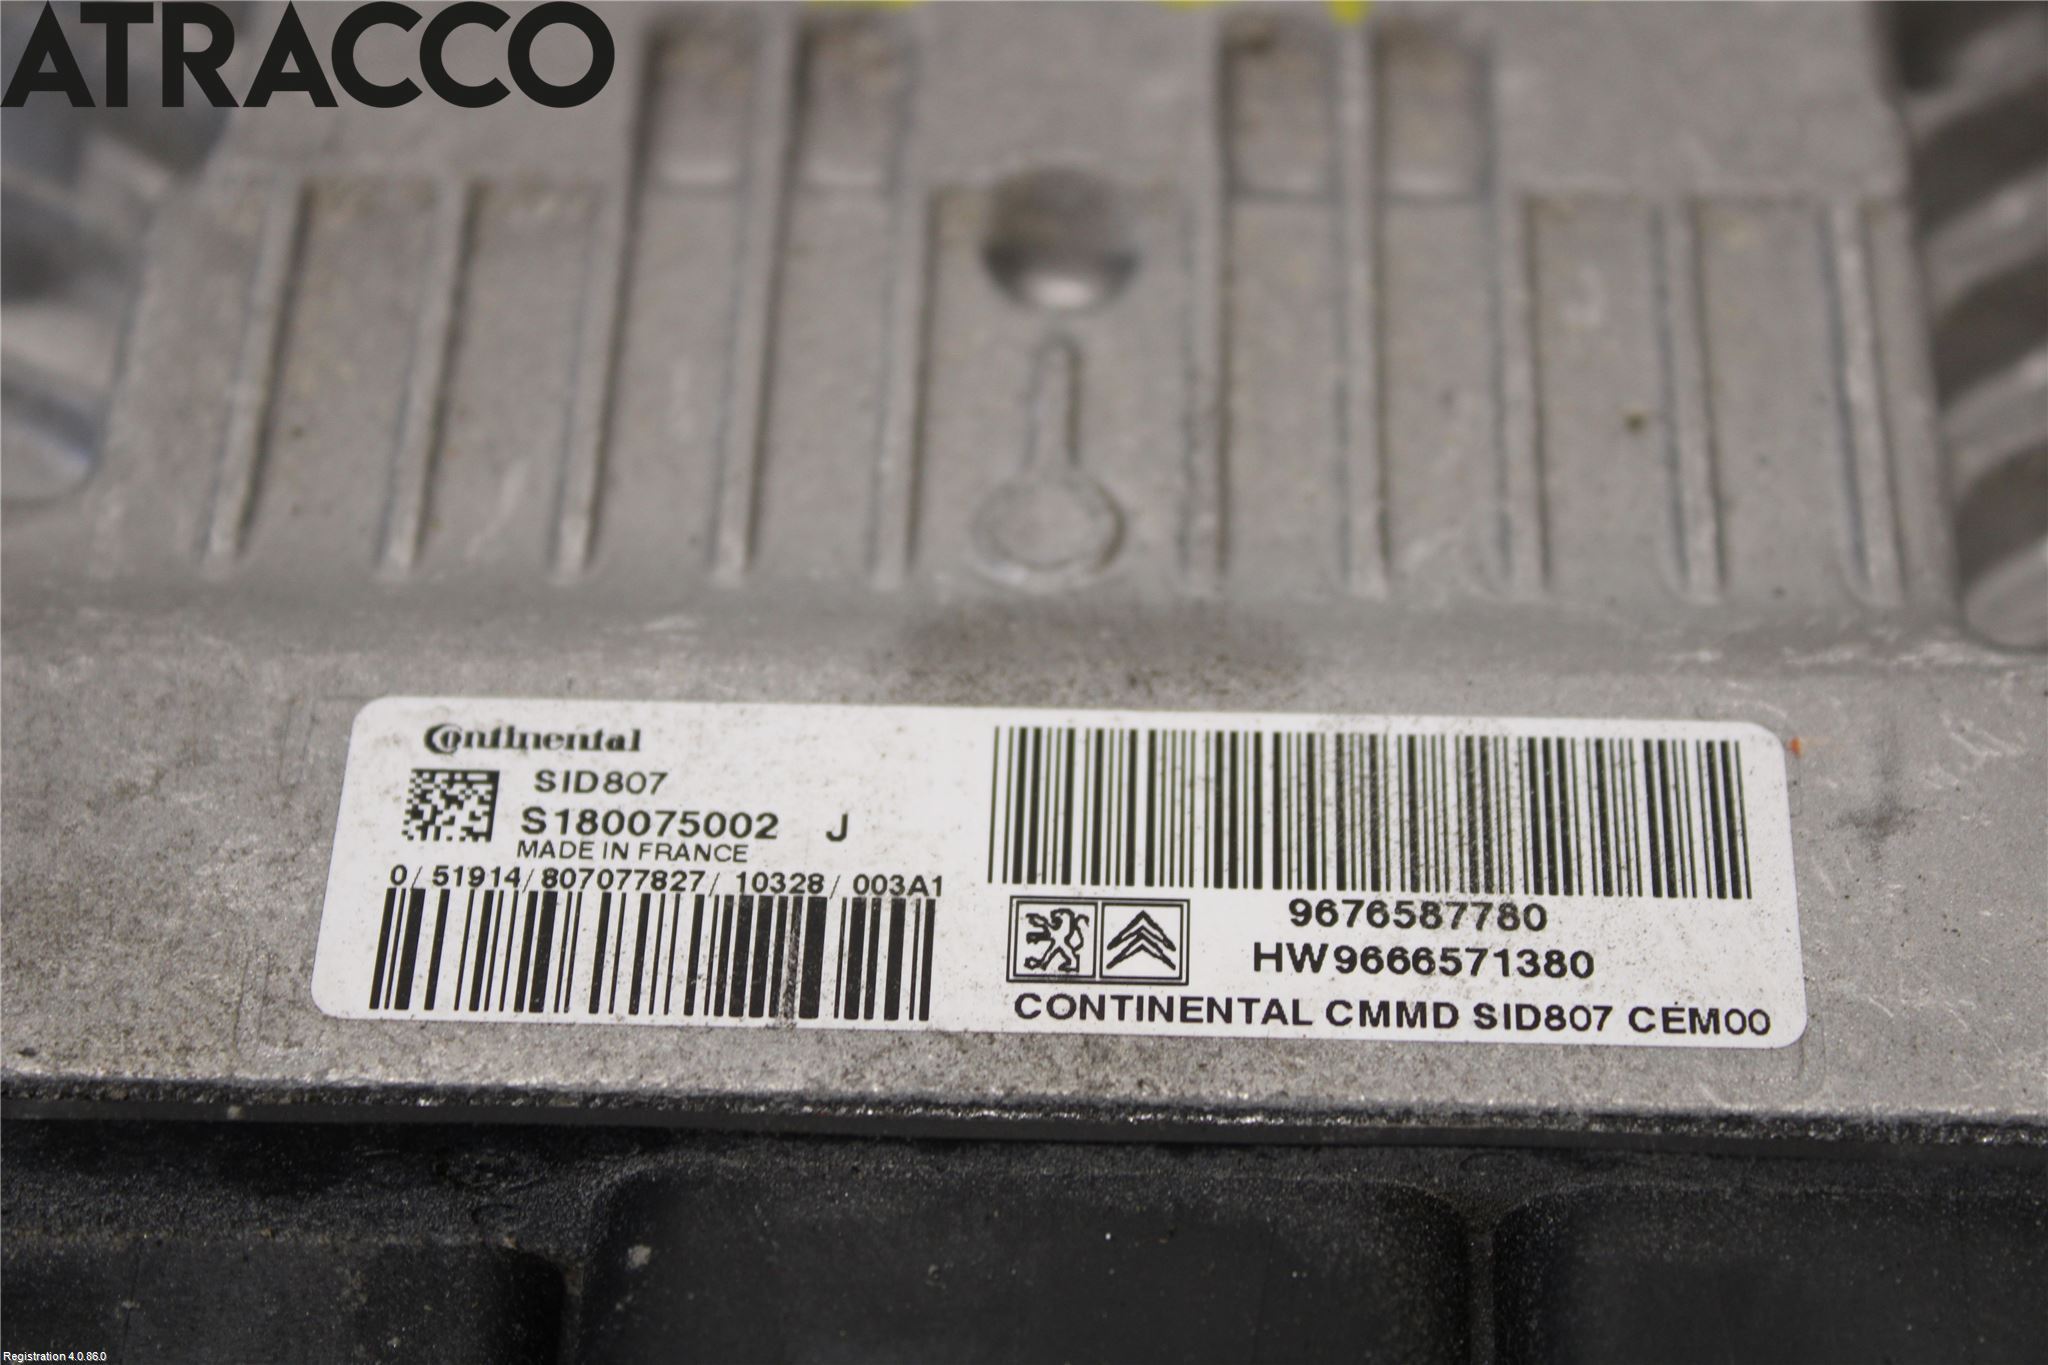 ATRACCO
Continental
SID807
S180075002 J
MADE IN FRANCE
0/51914/807077827/10328/003A1
9676587780
HW9666571380
CONTINENTAL CMMD SID807 CEM00
Registration 4.0.86.0